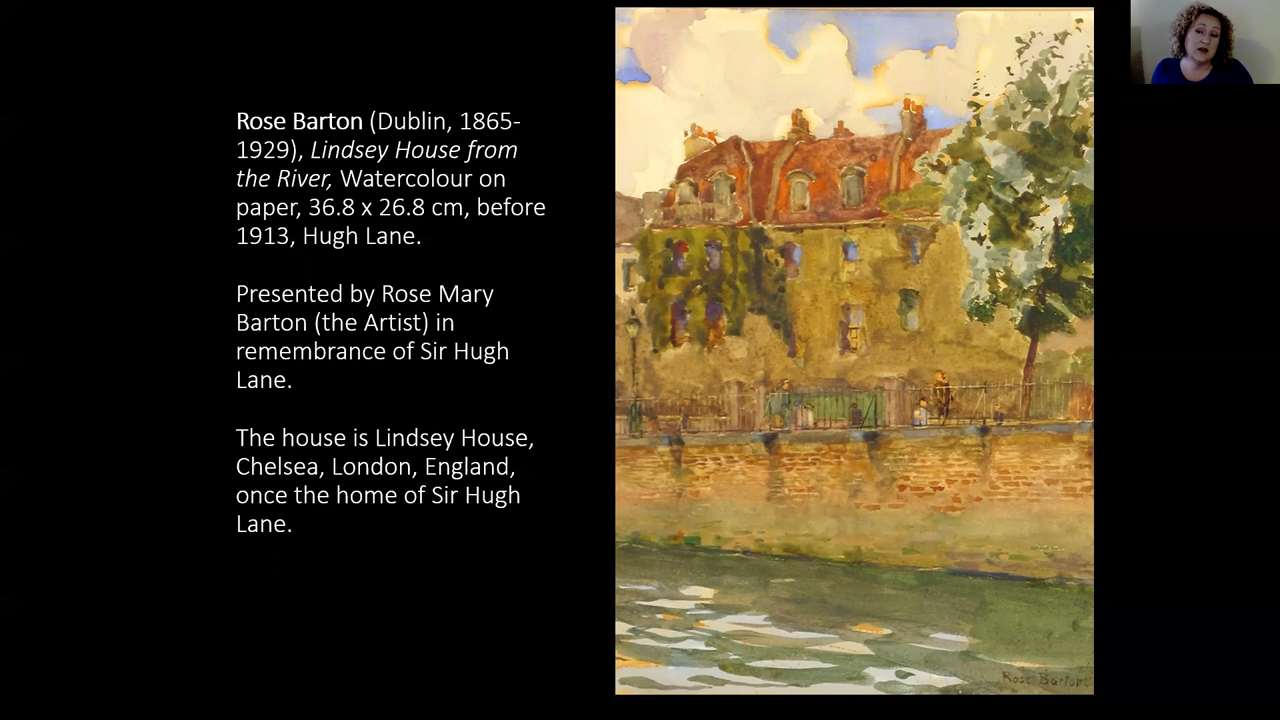 Rose Barton (Dublin, 1865-
1929), Lindsey House from
the River, Watercolour on
paper, 36.8 x 26.8 cm, before
1913, Hugh Lane.
Presented by Rose Mary
Barton (the Artist) in
remembrance of Sir Hugh
Lane.
The house is Lindsey House,
Chelsea, London, England,
once the home of Sir Hugh
Lane.
Rose Barton